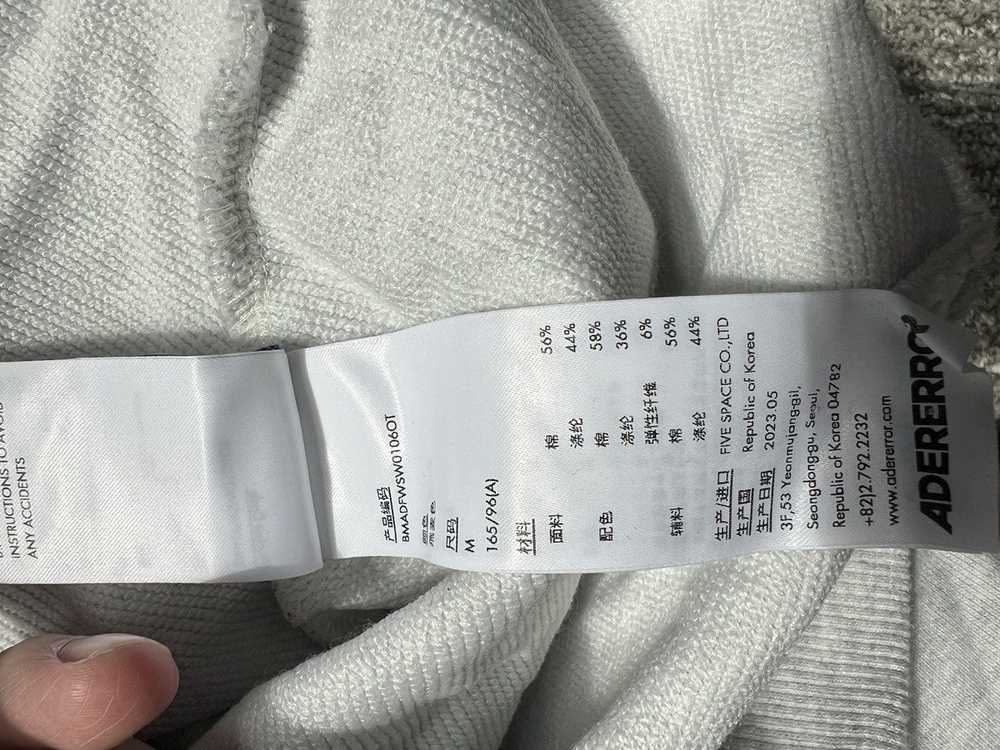 INSTRUCTIONS TO AVOID
ANY ACCIDENTS
产品编码
BMADFWSW0106OT
颜色
尺码
M
165/96(A)
材料
面料 棉 56%
涤纶 44%
配色 棉 58%
涤纶 36%
弹性纤维 6%
辅料 棉 56%
涤纶 44%
生产/进口 FIVE SPACE CO.,LTD
生产国 Republic of Korea
生产日期 2023.05
3F,53 Yeonmujang-gil,
Seongdong-gu, Seoul,
Republic of Korea 04782
+82)2.792.2232
www.adererror.com
ADERERROR